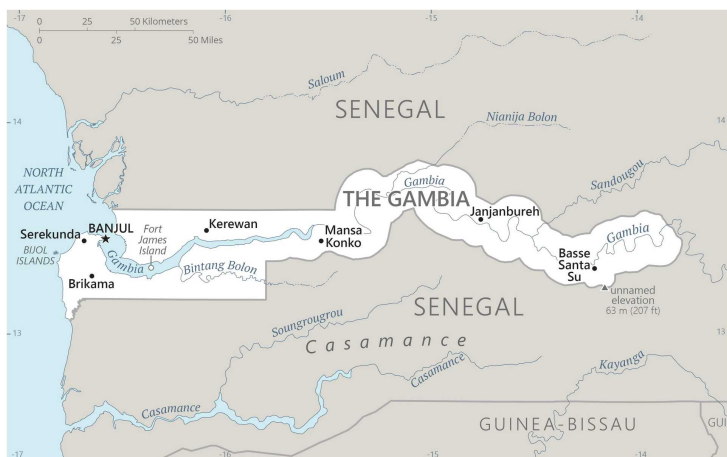 -17
-16
-15
-14
0 25 50 Kilometers
0 25 50 Miles
Saloum
SENEGAL
Nianija Bolon
14
14
NORTH
ATLANTIC
OCEAN
Sandougou
Gambia
THE GAMBIA
Janjanbureh
Kerewan
Fort
James
Island
BANJUL
Serekunda
BIJOL
ISLANDS
Gambia
Mansa
Konko
Gambia
Basse
Santa
Su
Bintang Bolon
Brikama
unnamed
elevation
63 m (207 ft)
SENEGAL
13
13
Soungrougrou
Casamance
Casamance
Kayanga
Casamance
GUINEA-BISSAU
GUI
-17
-16
-15
-14